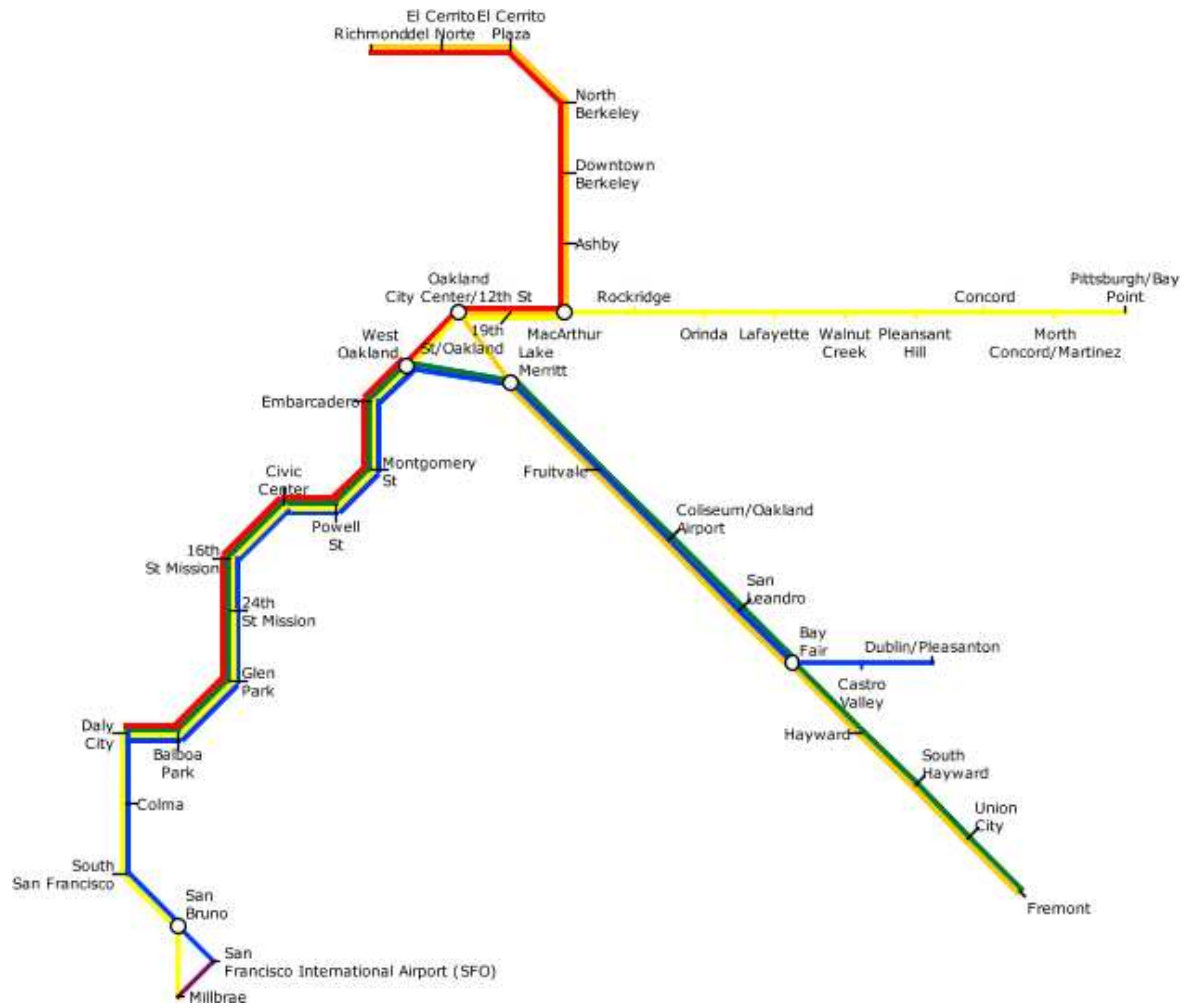 El Cerrito
del Norte
El Cerrito
Plaza
Richmond
North
Berkeley
Downtown
Berkeley
Ashby
Oakland
City Center/12th St
Rockridge
Concord
Pittsburgh/Bay
Point
19th
St/Oakland
MacArthur
Orinda
Lafayette
Walnut
Creek
Pleansant
Hill
Morth
Concord/Martinez
West
Oakland
Lake
Merritt
Embarcadero
Montgomery
St
Fruitvale
Civic
Center
Powell
St
Coliseum/Oakland
Airport
16th
St Mission
24th
St Mission
San
Leandro
Bay
Fair
Dublin/Pleasanton
Castro
Valley
Glen
Park
Daly
City
Balboa
Park
Hayward
South
Hayward
Colma
Union
City
South
San Francisco
San
Bruno
Fremont
San
Francisco International Airport (SFO)
Millbrae